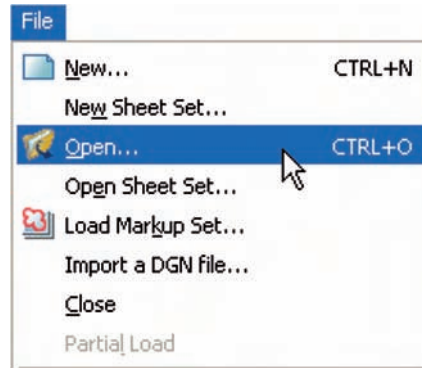 File
New... CTRL+N
New Sheet Set...
Open... CTRL+O
Open Sheet Set...
Load Markup Set...
Import a DGN file...
Close
Partial Load